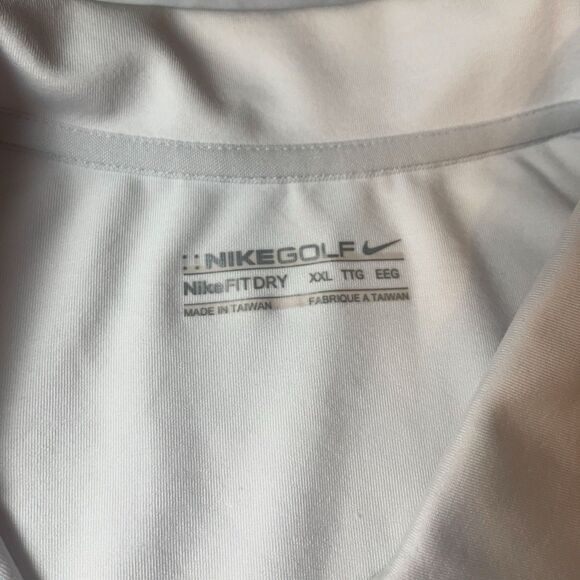 NIKEGOLF
NikeFITDRY XXL TTG EEG
MADE IN TAIWAN FABRIQUE A TAIWAN